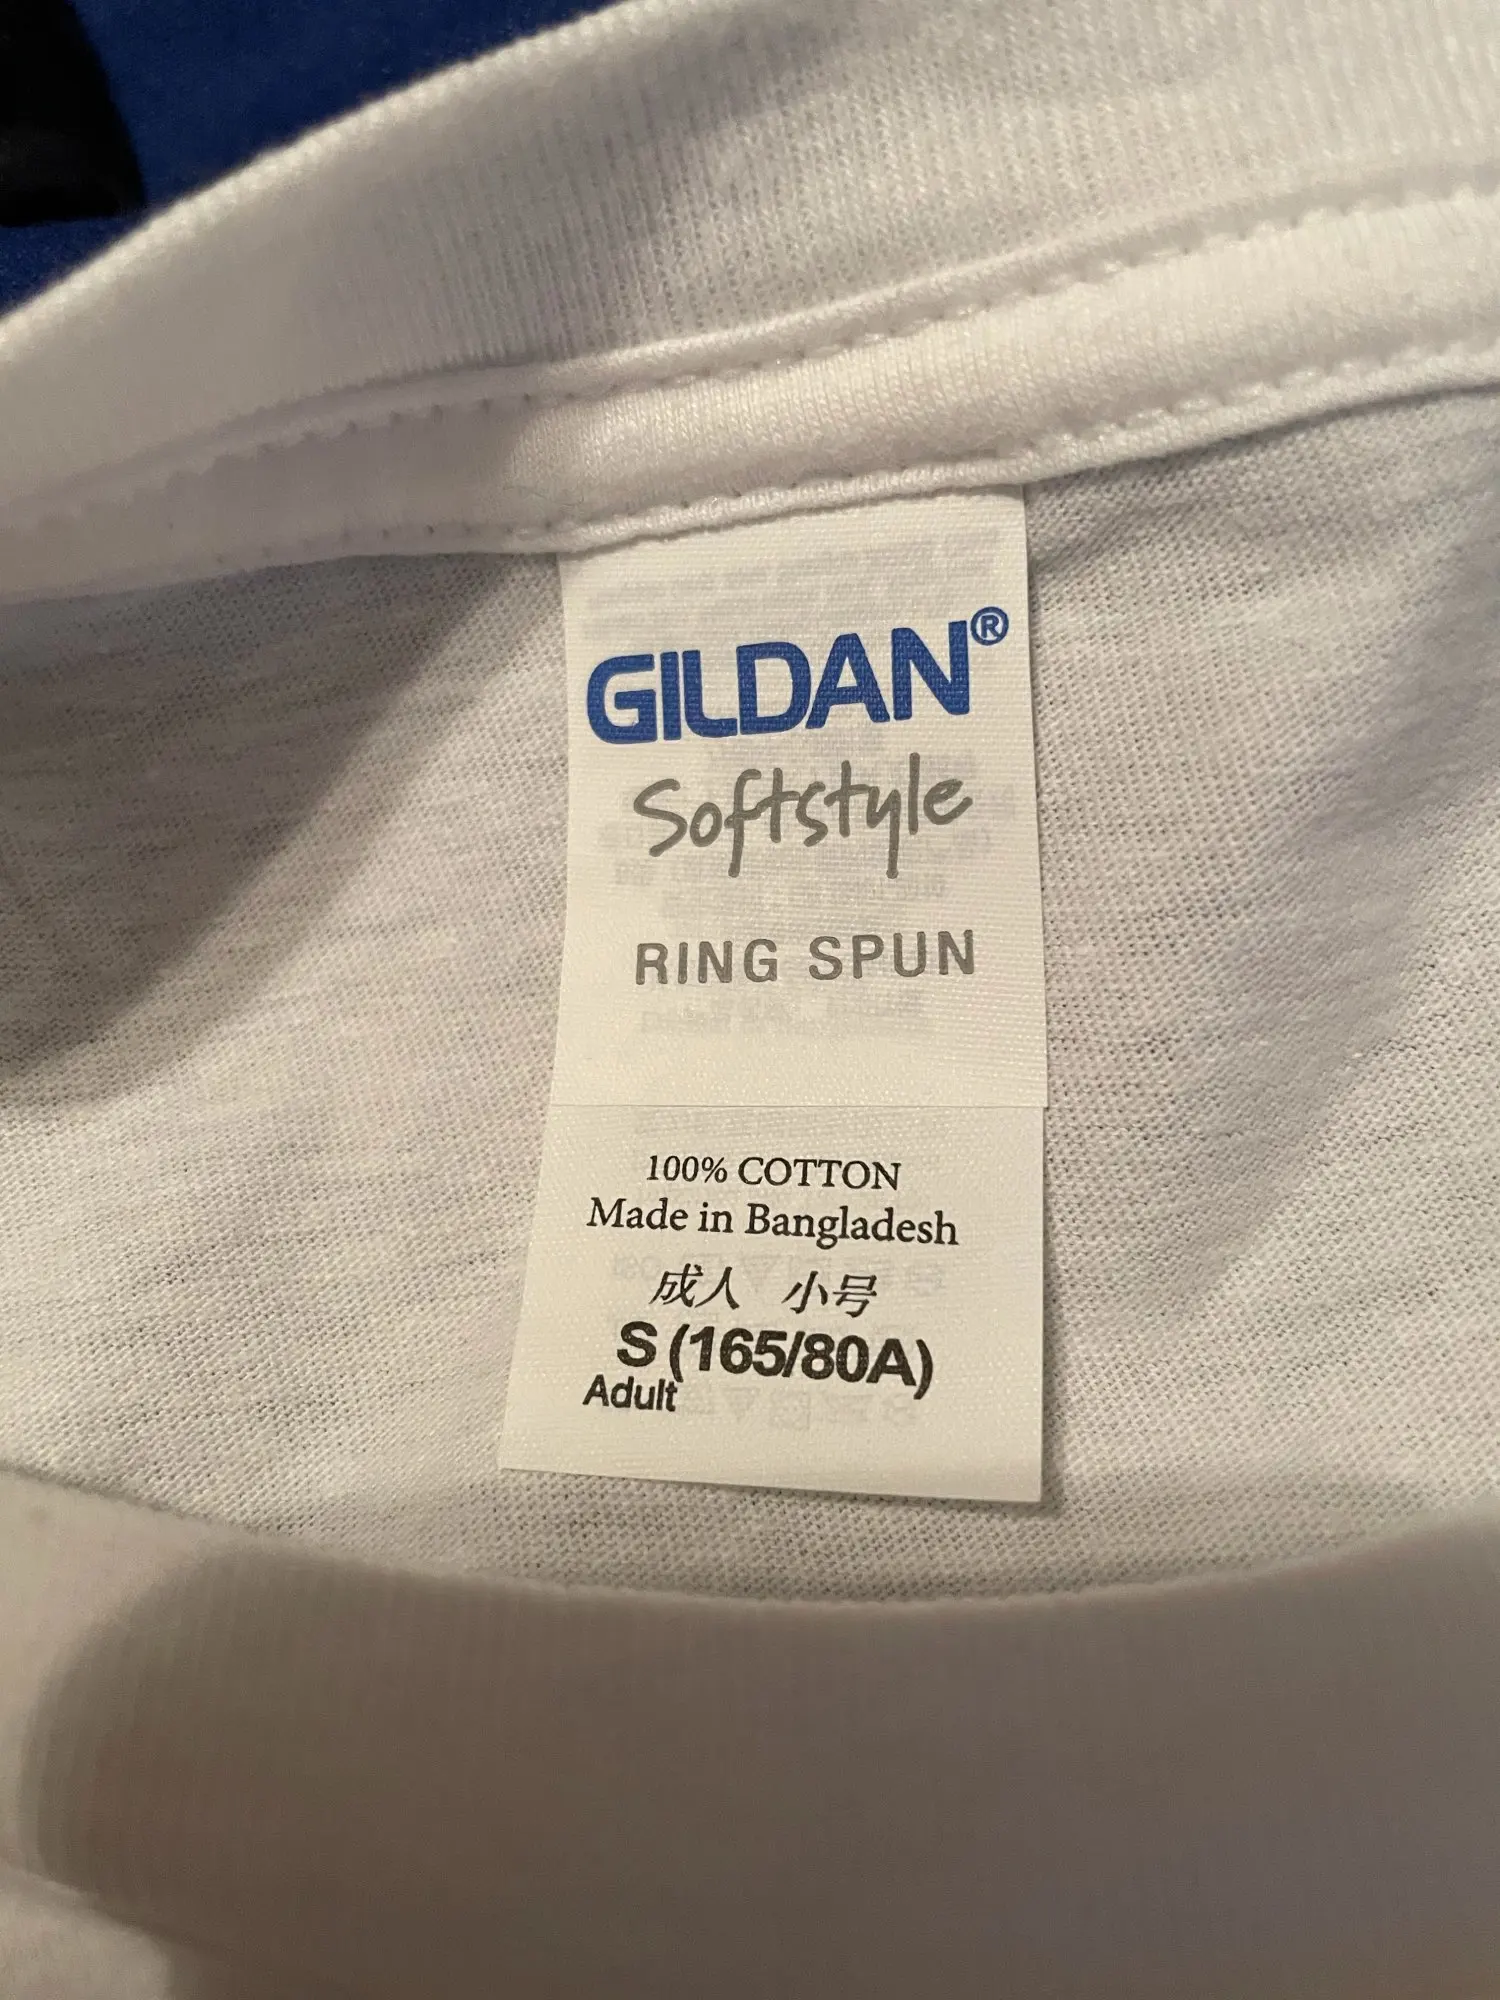 GILDAN®
Softstyle
RING SPUN
100% COTTON
Made in Bangladesh
成人 小号
S (165/80A)
Adult